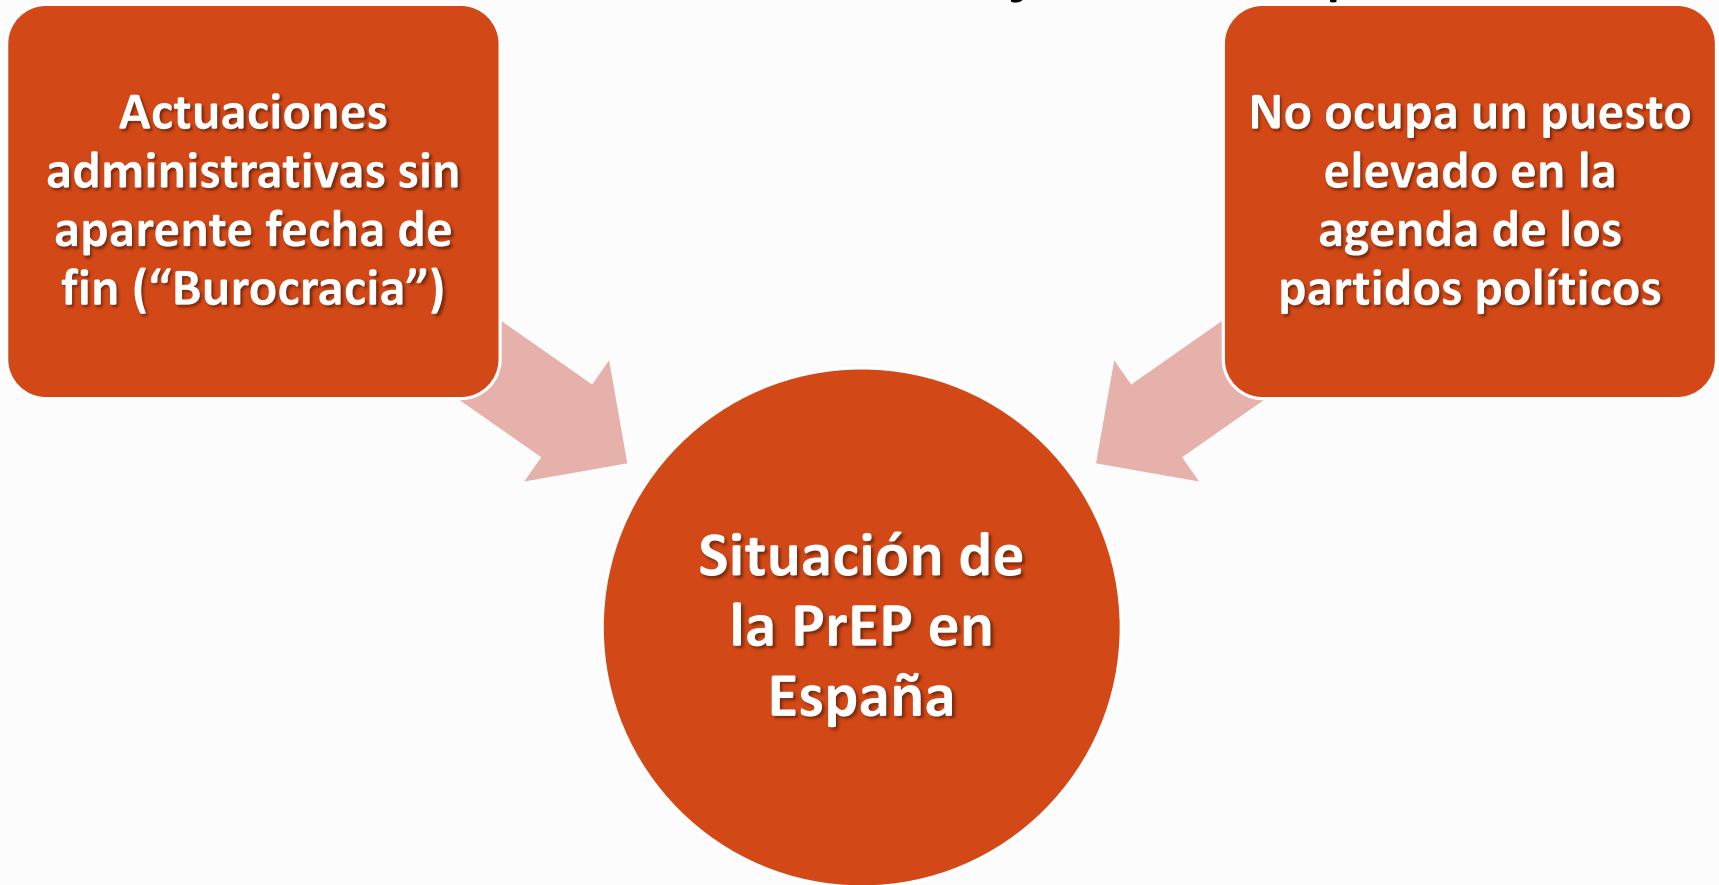 Actuaciones
administrativas sin
aparente fecha de
fin (“Burocracia”)
No ocupa un puesto
elevado en la
agenda de los
partidos políticos
Situación de
la PrEP en
España